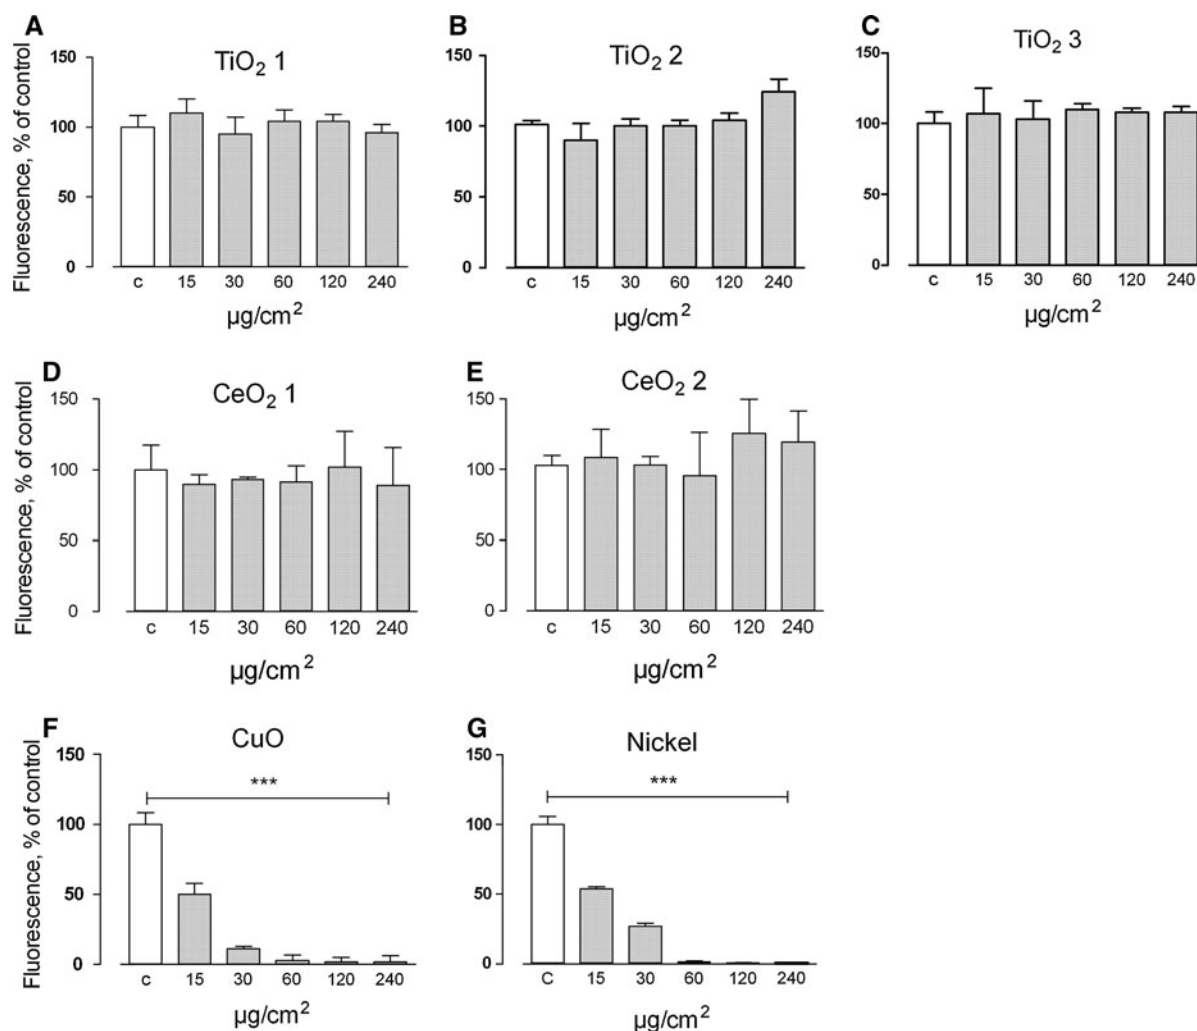 A
TiO2 1
Fluorescence, % of control
150
100
50
0
c 15 30 60 120 240
µg/cm2
B
TiO2 2
150
100
50
0
c 15 30 60 120 240
µg/cm2
C
TiO2 3
150
100
50
0
c 15 30 60 120 240
µg/cm2
D
CeO2 1
Fluorescence, % of control
150
100
50
0
c 15 30 60 120 240
µg/cm2
E
CeO2 2
150
100
50
0
c 15 30 60 120 240
µg/cm2
F
CuO
Fluorescence, % of control
150
***
100
50
0
c 15 30 60 120 240
µg/cm2
G
Nickel
150
***
100
50
0
C 15 30 60 120 240
µg/cm2